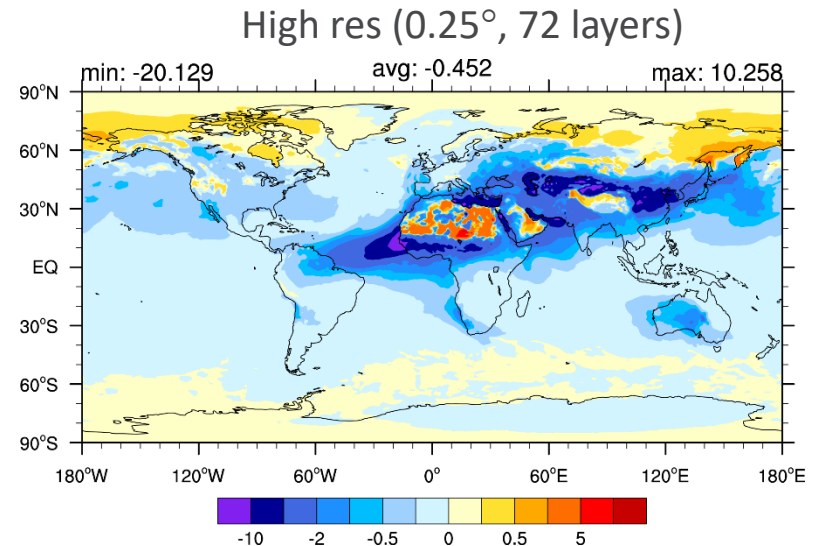 High res (0.25°, 72 layers)
min: -20.129 avg: -0.452 max: 10.258
90°N
60°N
30°N
EQ
30°S
60°S
90°S
180°W 120°W 60°W 0° 60°E 120°E 180°E
-10 -2 -0.5 0 0.5 5